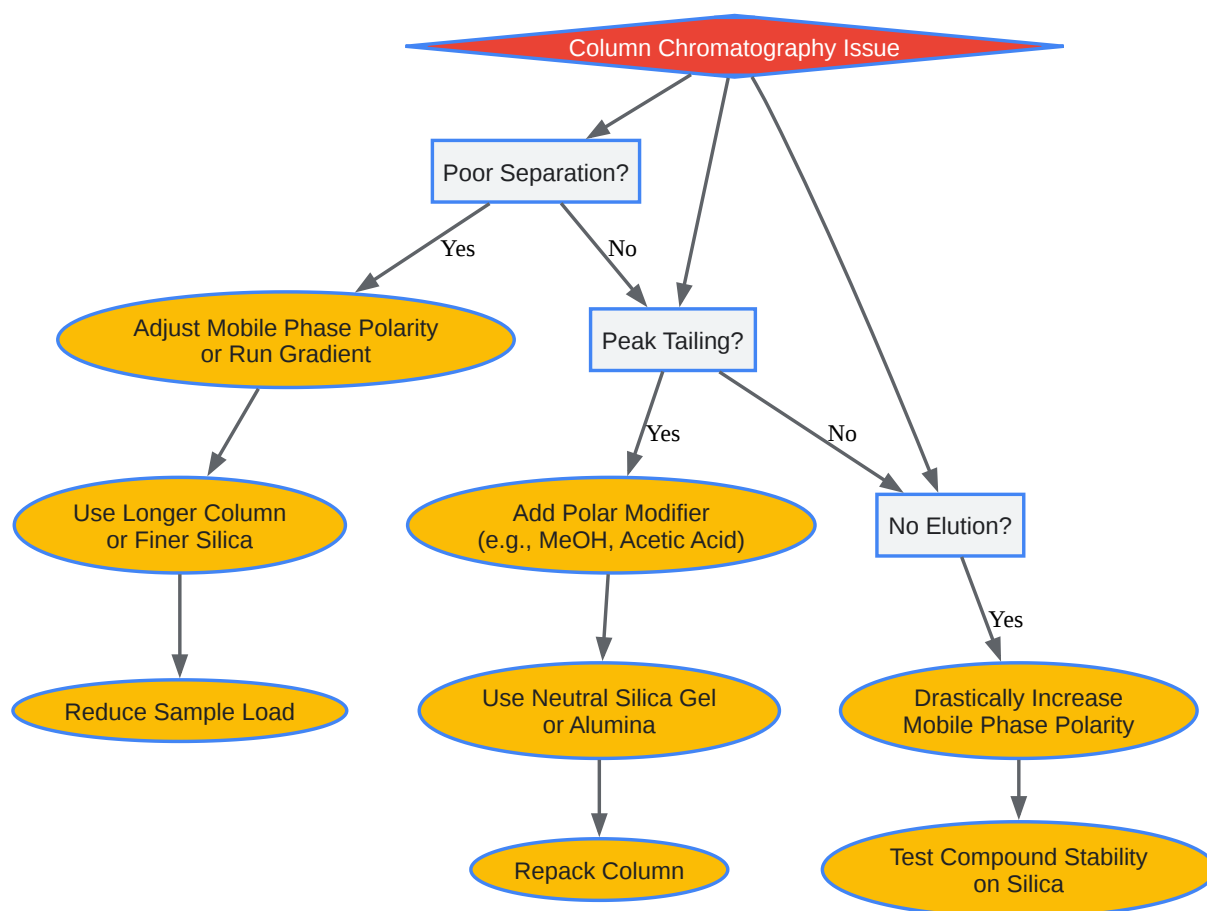 Column Chromatography Issue
Poor Separation?
Yes
No
Adjust Mobile Phase Polarity
or Run Gradient
Peak Tailing?
Yes
No
Use Longer Column
or Finer Silica
Add Polar Modifier
(e.g., MeOH, Acetic Acid)
No Elution?
Yes
Reduce Sample Load
Use Neutral Silica Gel
or Alumina
Drastically Increase
Mobile Phase Polarity
Repack Column
Test Compound Stability
on Silica